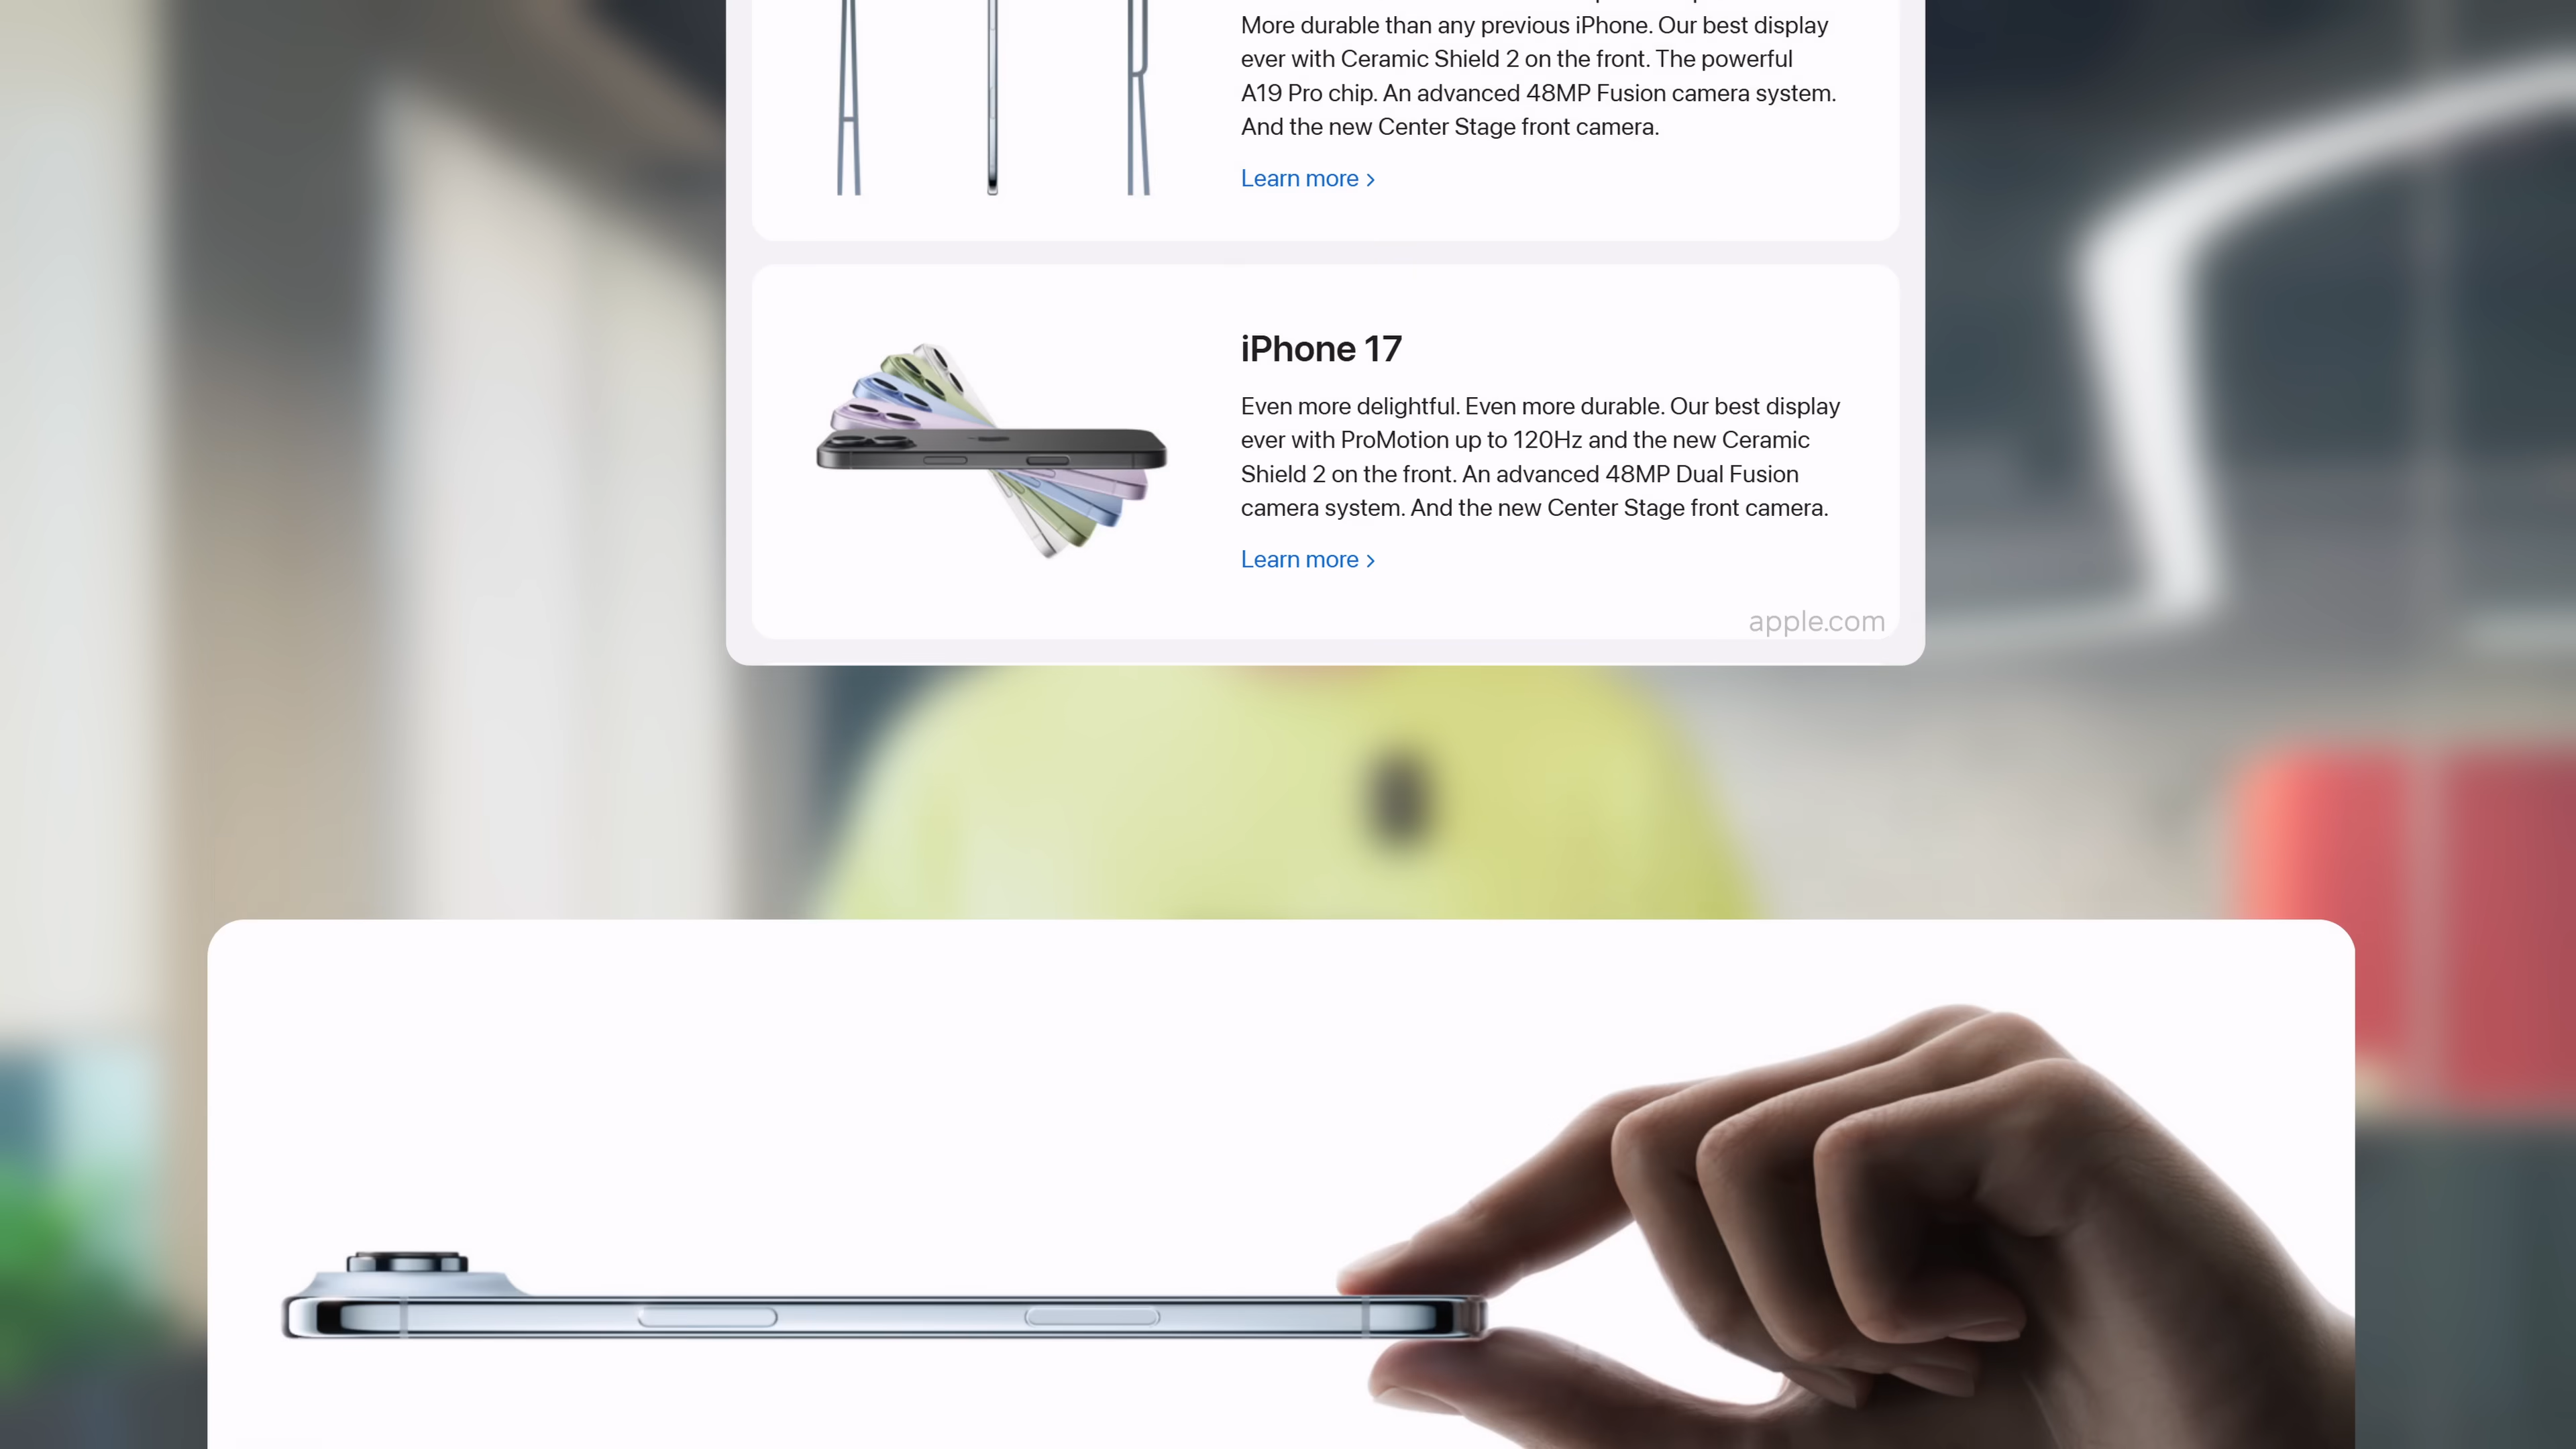 More durable than any previous iPhone. Our best display
ever with Ceramic Shield 2 on the front. The powerful
A19 Pro chip. An advanced 48MP Fusion camera system.
And the new Center Stage front camera.
Learn more >
iPhone 17
Even more delightful. Even more durable. Our best display
ever with ProMotion up to 120Hz and the new Ceramic
Shield 2 on the front. An advanced 48MP Dual Fusion
camera system. And the new Center Stage front camera.
Learn more >
apple.com